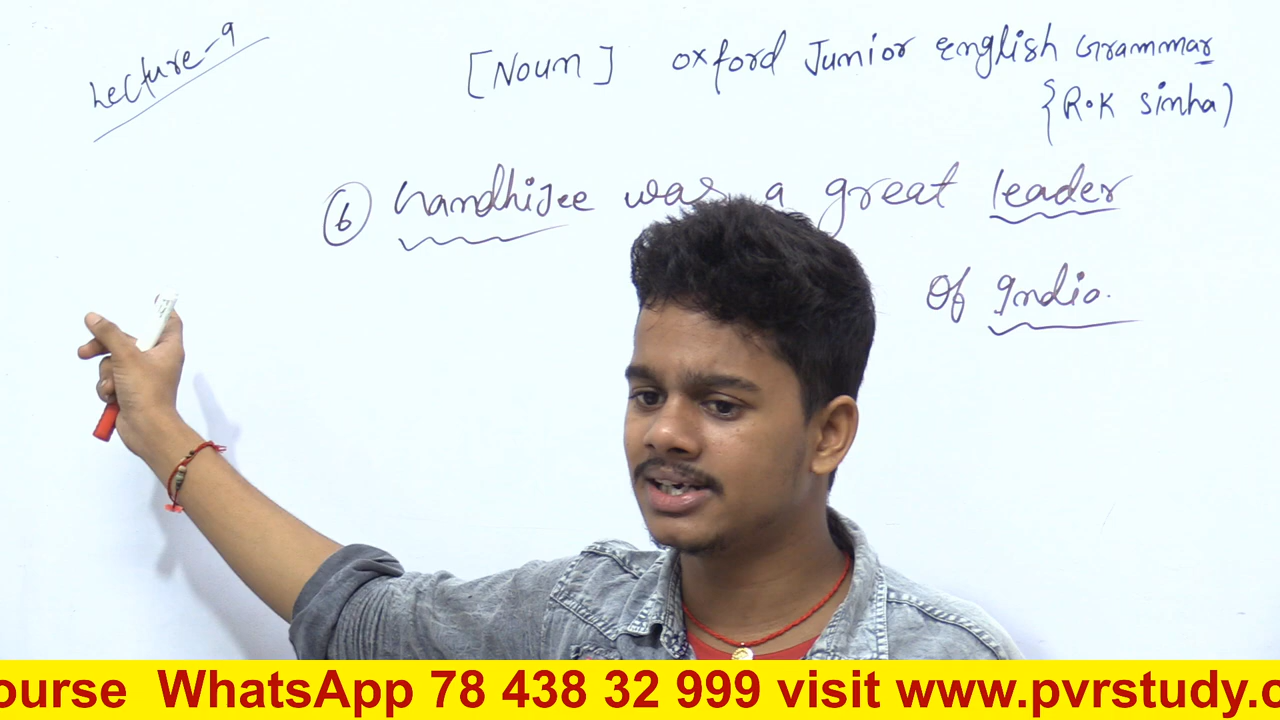 Lecture-9
[Noun] Oxford Junior English Grammar
{R.K Sinha)
6 GandhiJee was a great leader
Of India.
ourse WhatsApp 78 438 32 999 visit www.pvrstudy.c